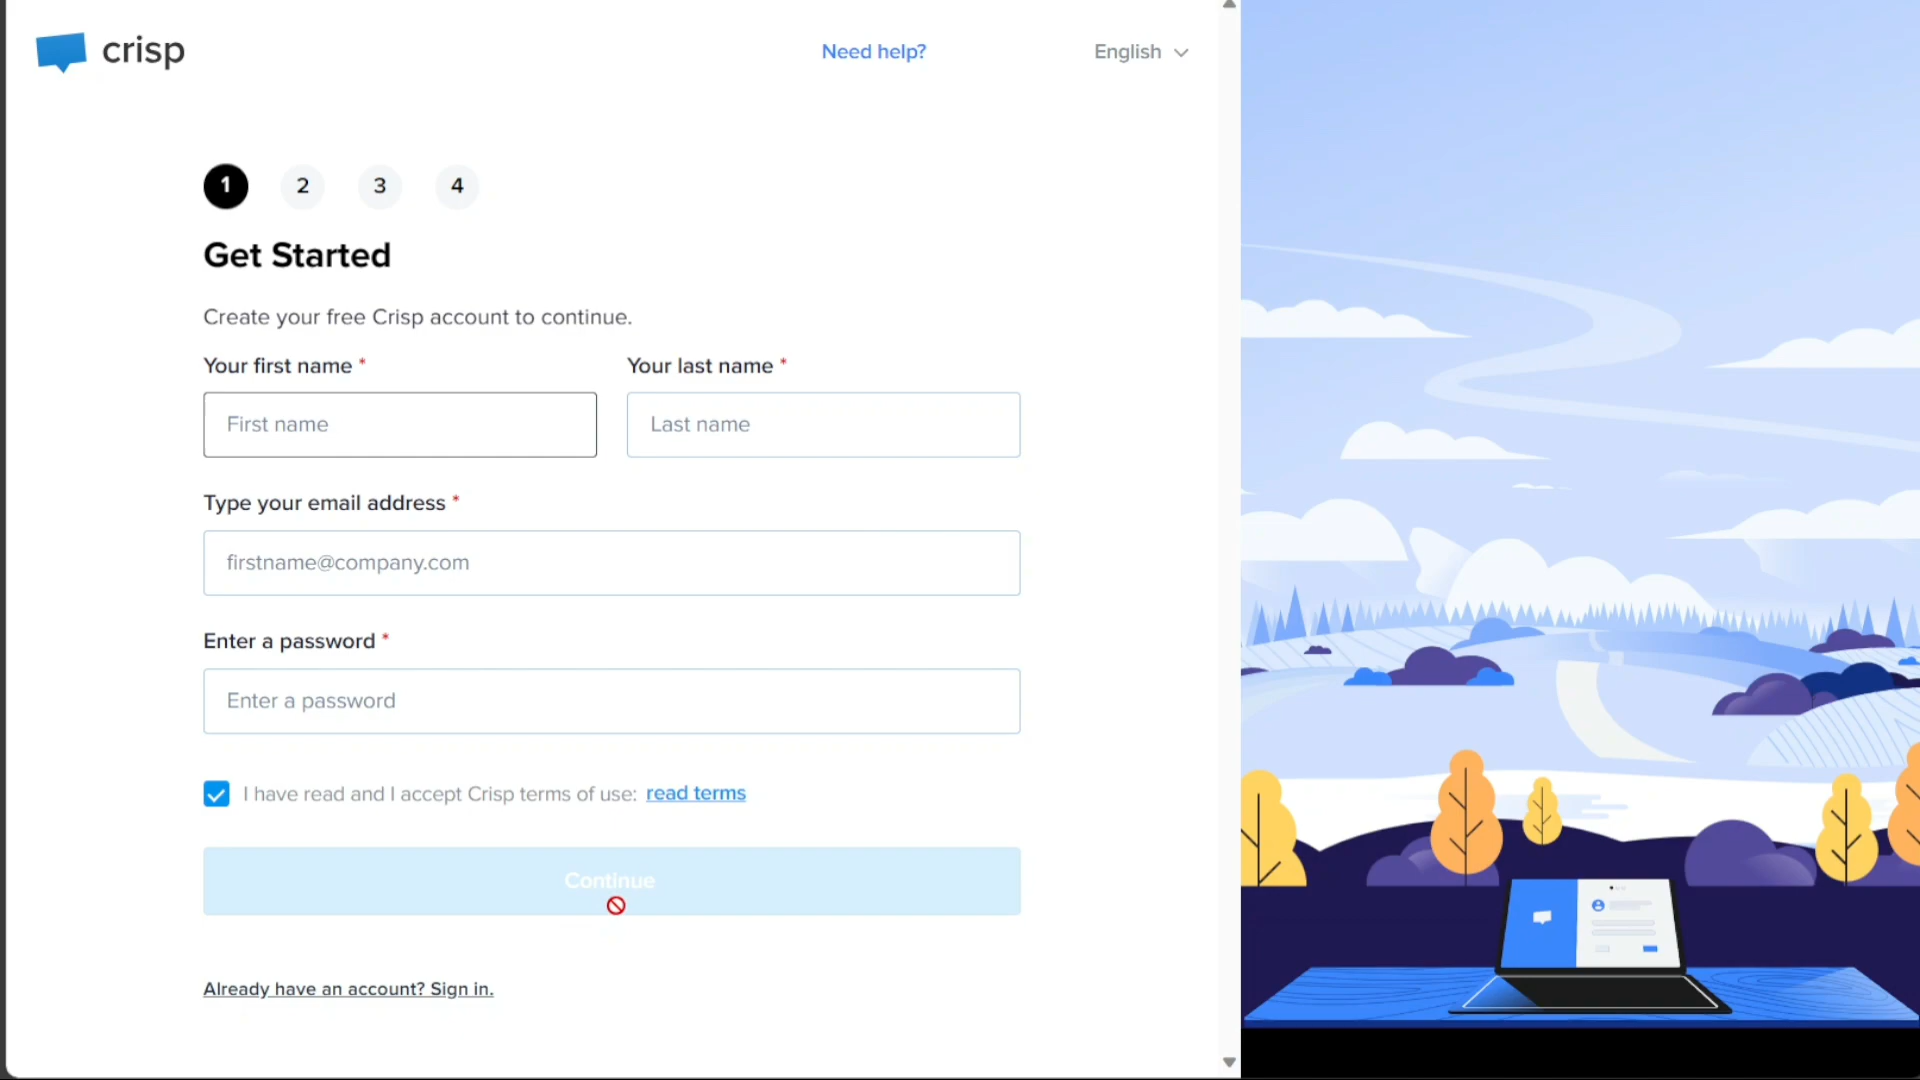 crisp
Need help?
English
1 2 3 4
Get Started
Create your free Crisp account to continue.
Your first name * Your last name *
First name Last name
Type your email address *
firstname@company.com
Enter a password *
Enter a password
I have read and I accept Crisp terms of use: read terms
Continue
Already have an account? Sign in.